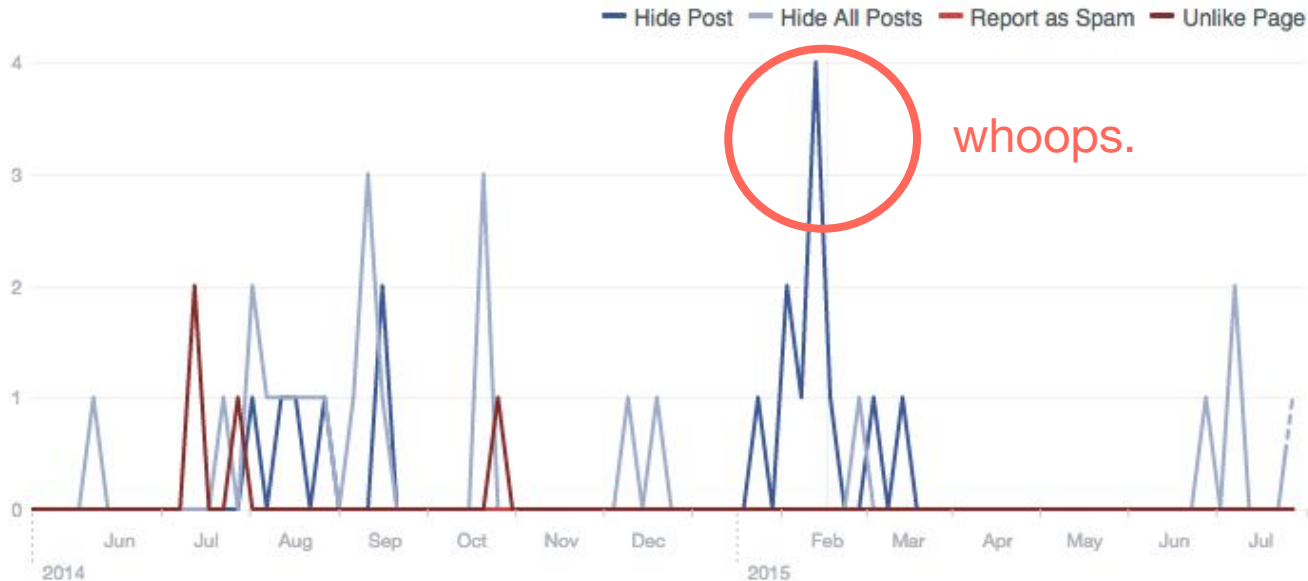 Hide Post Hide All Posts Report as Spam Unlike Page
4
whoops.
3
2
1
0
Jun Jul Aug Sep Oct Nov Dec Feb Mar Apr May Jun Jul
2014 2015